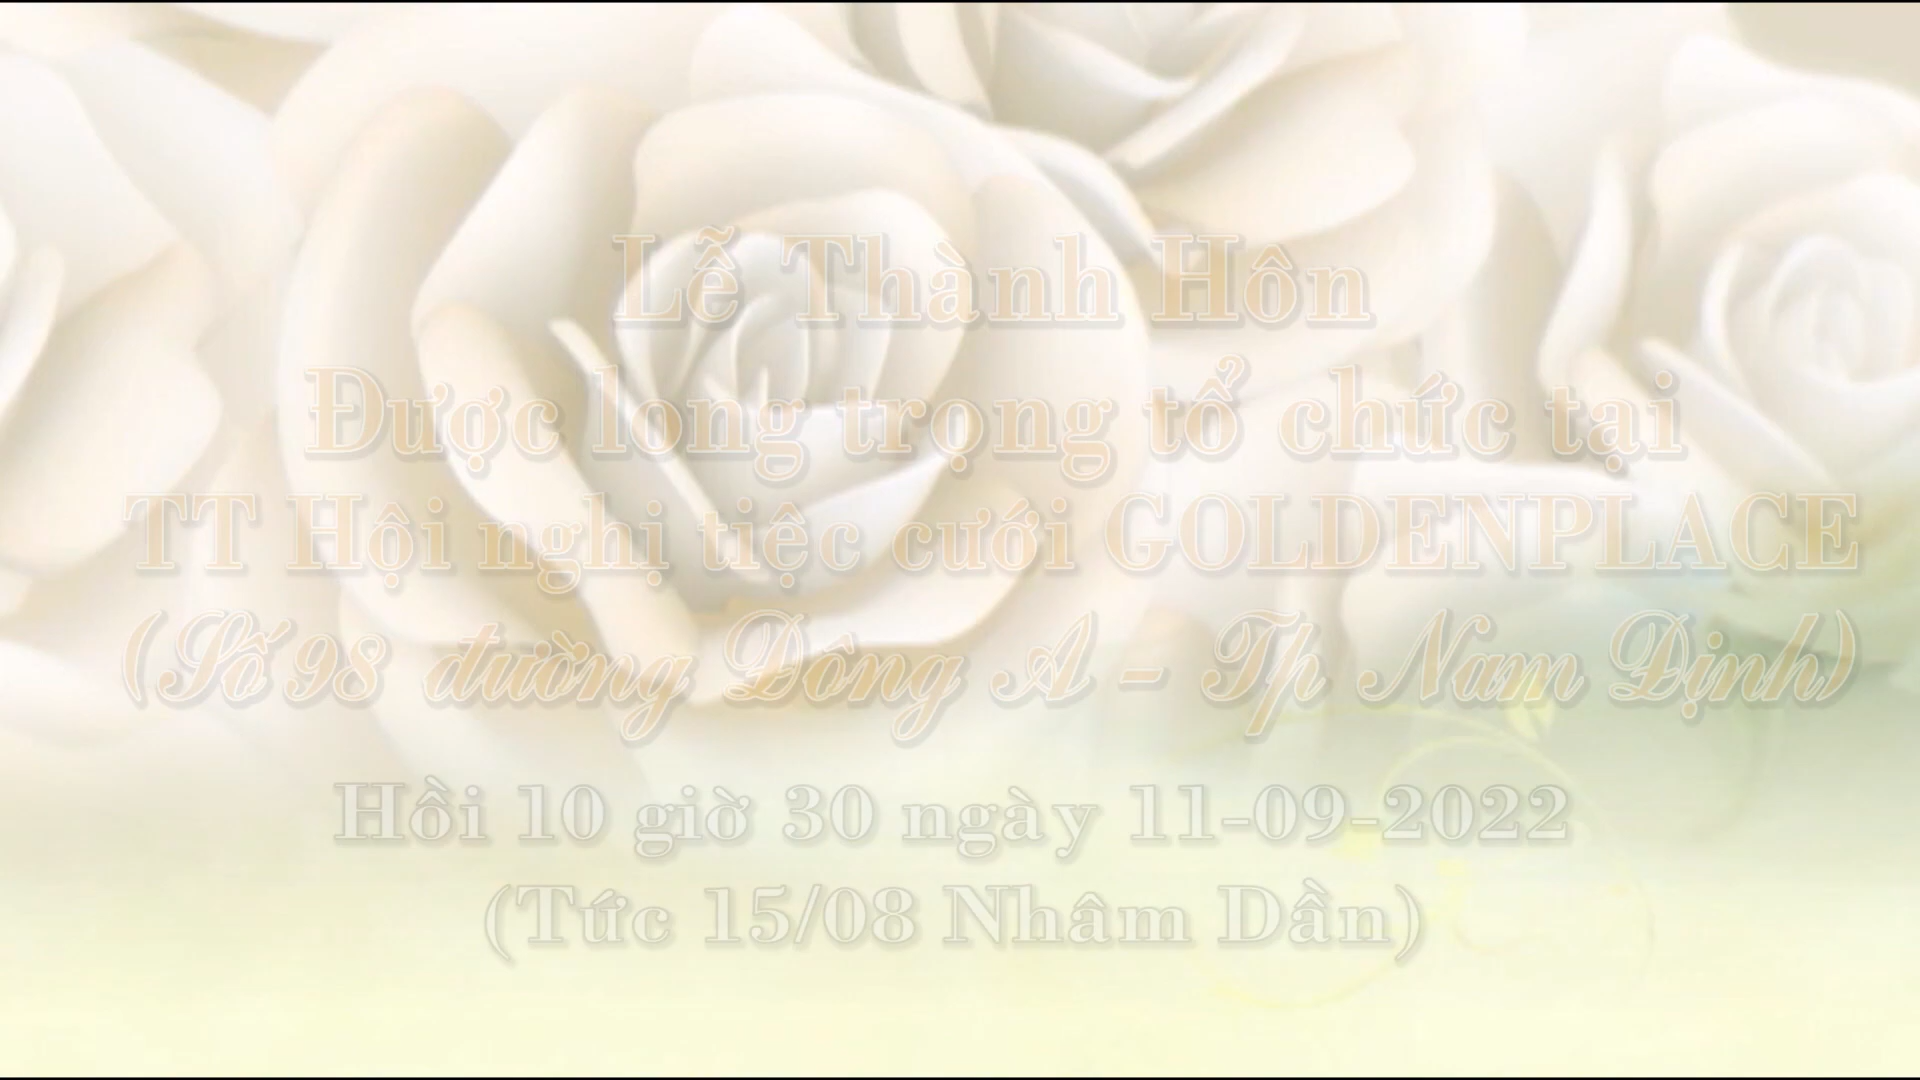 Lễ Thành Hôn
Được long trọng tổ chức tại
TT Hội nghị tiệc cưới GOLDENPLACE
(Số 98 đường Đông A - Tp Nam Định)
Hồi 10 giờ 30 ngày 11-09-2022
(Tức 15/08 Nhâm Dần)